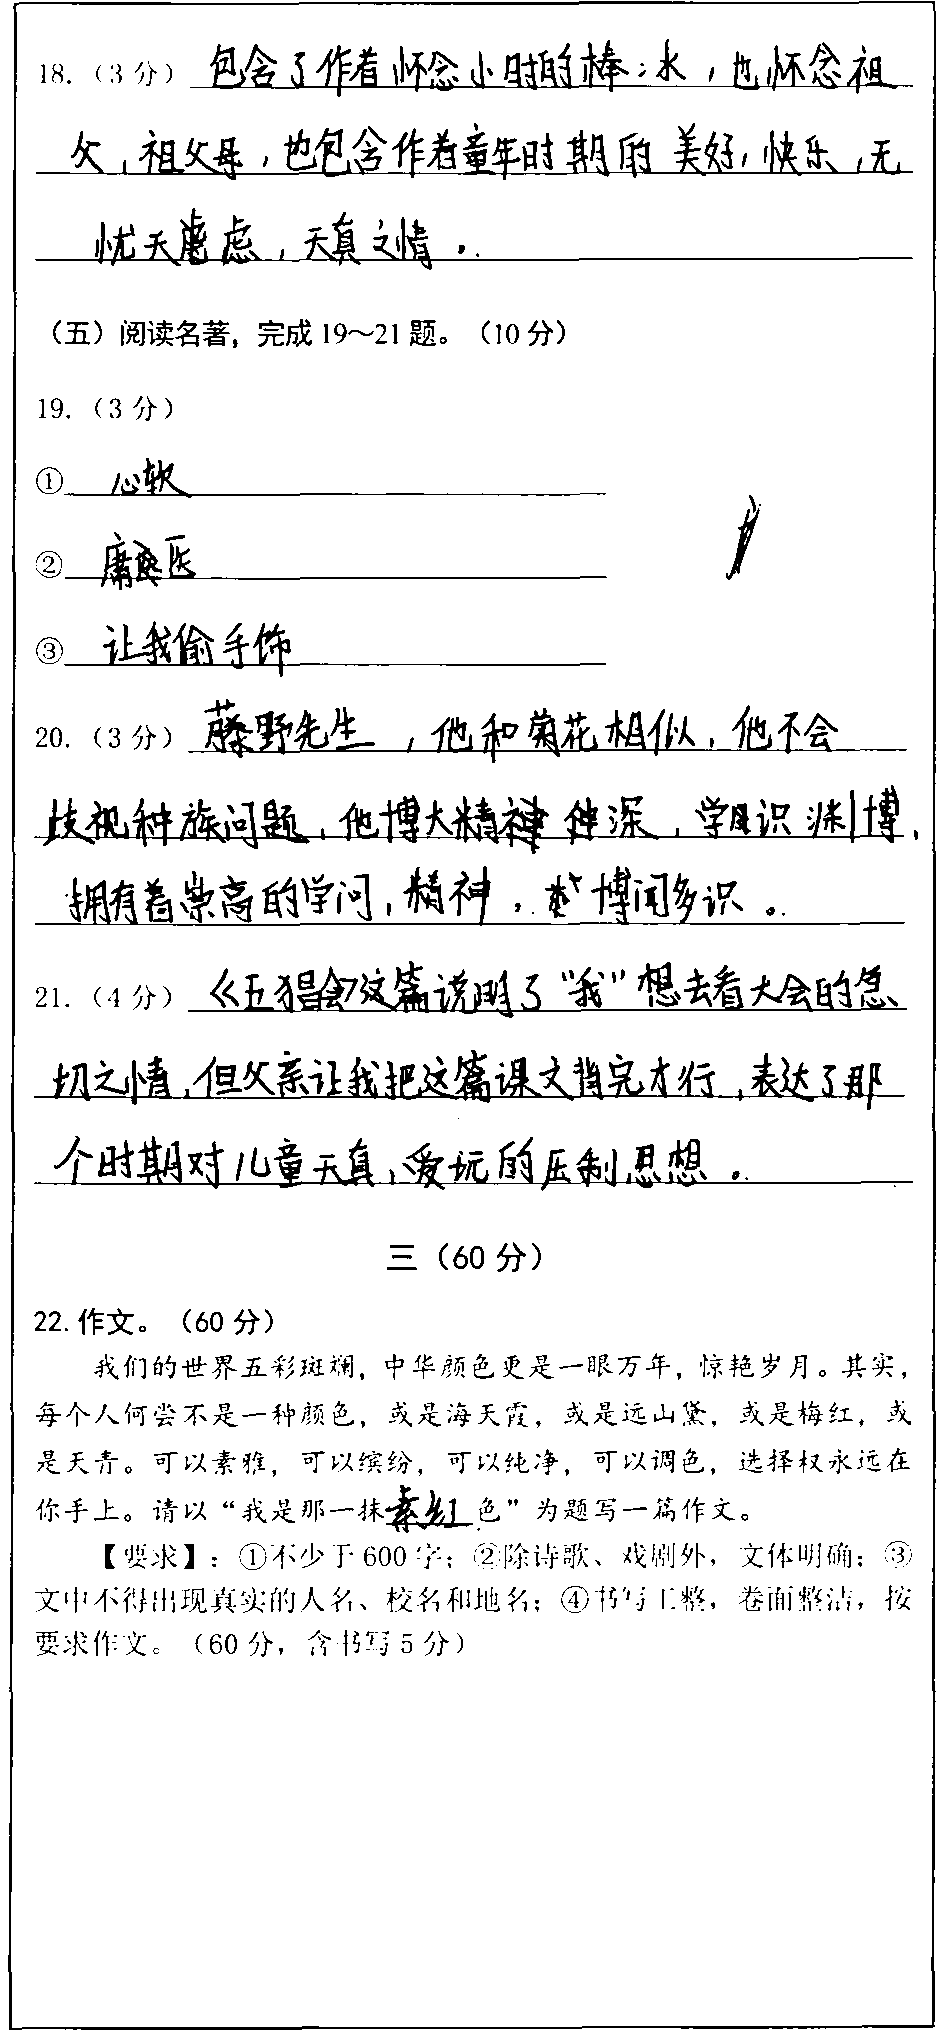 18.（3分）包含了作者怀念小时的棒冰，也怀念祖
父，祖父母，也包含作者童年时期的美好，快乐，无
忧无虑，天真之情。
（五）阅读名著，完成19～21题。（10分）
19.（3分）
① 心软
② 庸医
③ 让我偷手饰
20.（3分）藤野先生，他和菊花相似，他不会
歧视种族问题，他博大精神深，学识渊博，
拥有着崇高的学问，精神，博闻多识。
21.（4分）《五猖会》这篇说明了“我”想去看大会的急
切之情，但父亲让我把这篇课文背完才行，表达了那
个时期对儿童天真，爱玩的压制思想。
三（60分）
22.作文。（60分）
我们的世界五彩斑斓，中华颜色更是一眼万年，惊艳岁月。其实，
每个人何尝不是一种颜色，或是海天霞，或是远山黛，或是梅红，或
是天青。可以素雅，可以缤纷，可以纯净，可以调色，选择权永远在
你手上。请以“我是那一抹素红色”为题写一篇作文。
【要求】：①不少于600字；②除诗歌、戏剧外，文体明确；③
文中不得出现真实的人名、校名和地名；④书写工整，卷面整洁，按
要求作文。（60分，含书写5分）